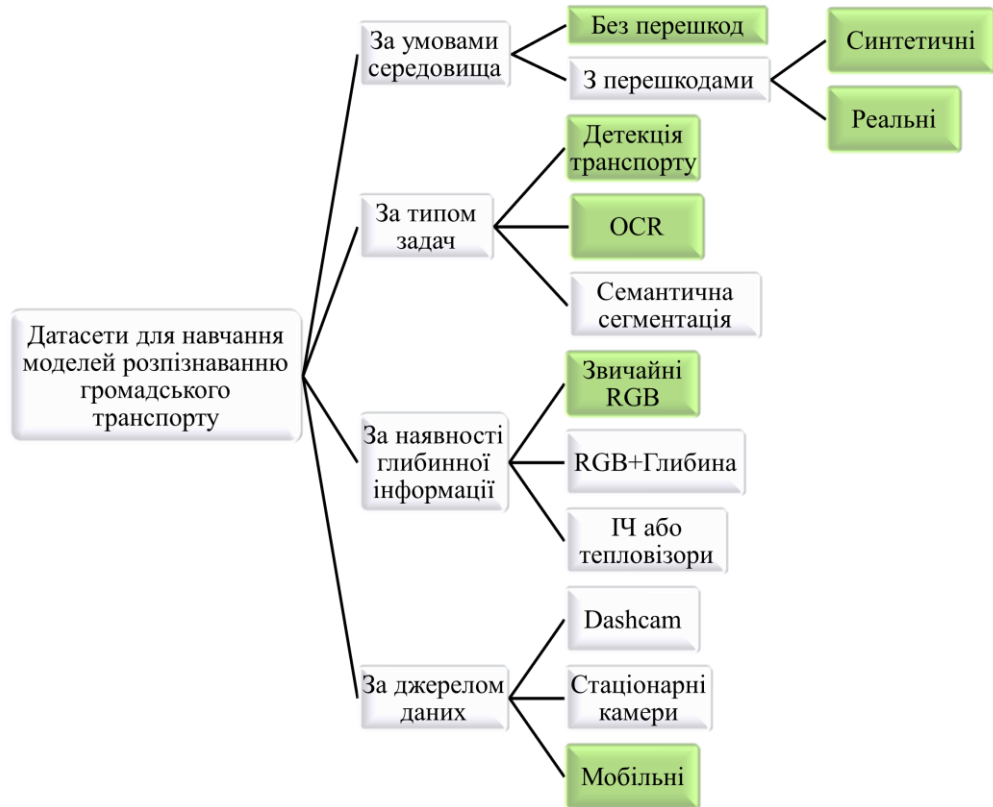 Датасети для навчання
моделей розпізнаванню
громадського
транспорту
За умовами
середовища
Без перешкод
З перешкодами
Синтетичні
Реальні
За типом
задач
Детекція
транспорту
OCR
Семантична
сегментація
За наявності
глибинної
інформації
Звичайні
RGB
RGB+Глибина
ІЧ або
тепловізори
За джерелом
даних
Dashcam
Стаціонарні
камери
Мобільні